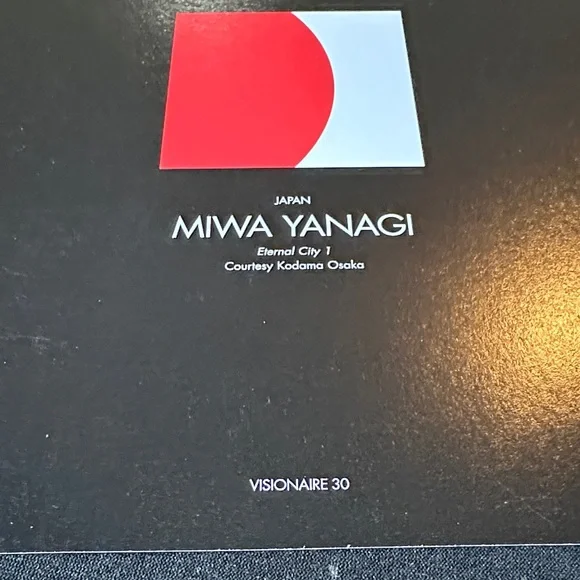 JAPAN
MIWA YANAGI
Eternal City 1
Courtesy Kodama Osaka
VISIONAIRE 30